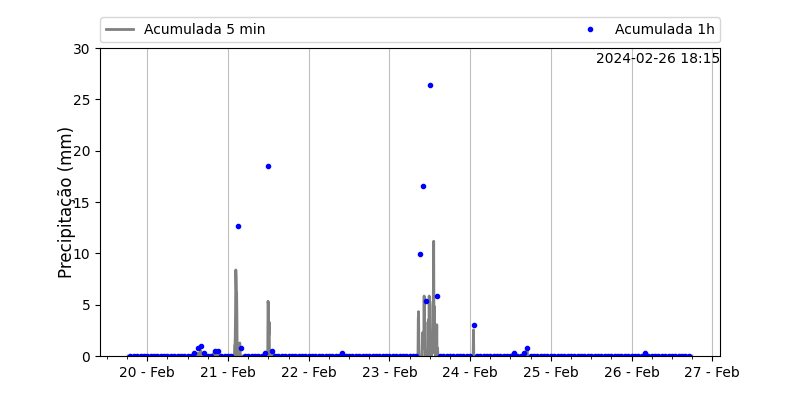 Acumulada 5 min
Acumulada 1h
2024-02-26 18:15
Precipitação (mm)
30
25
20
15
10
5
0
20 - Feb 21 - Feb 22 - Feb 23 - Feb 24 - Feb 25 - Feb 26 - Feb 27 - Feb